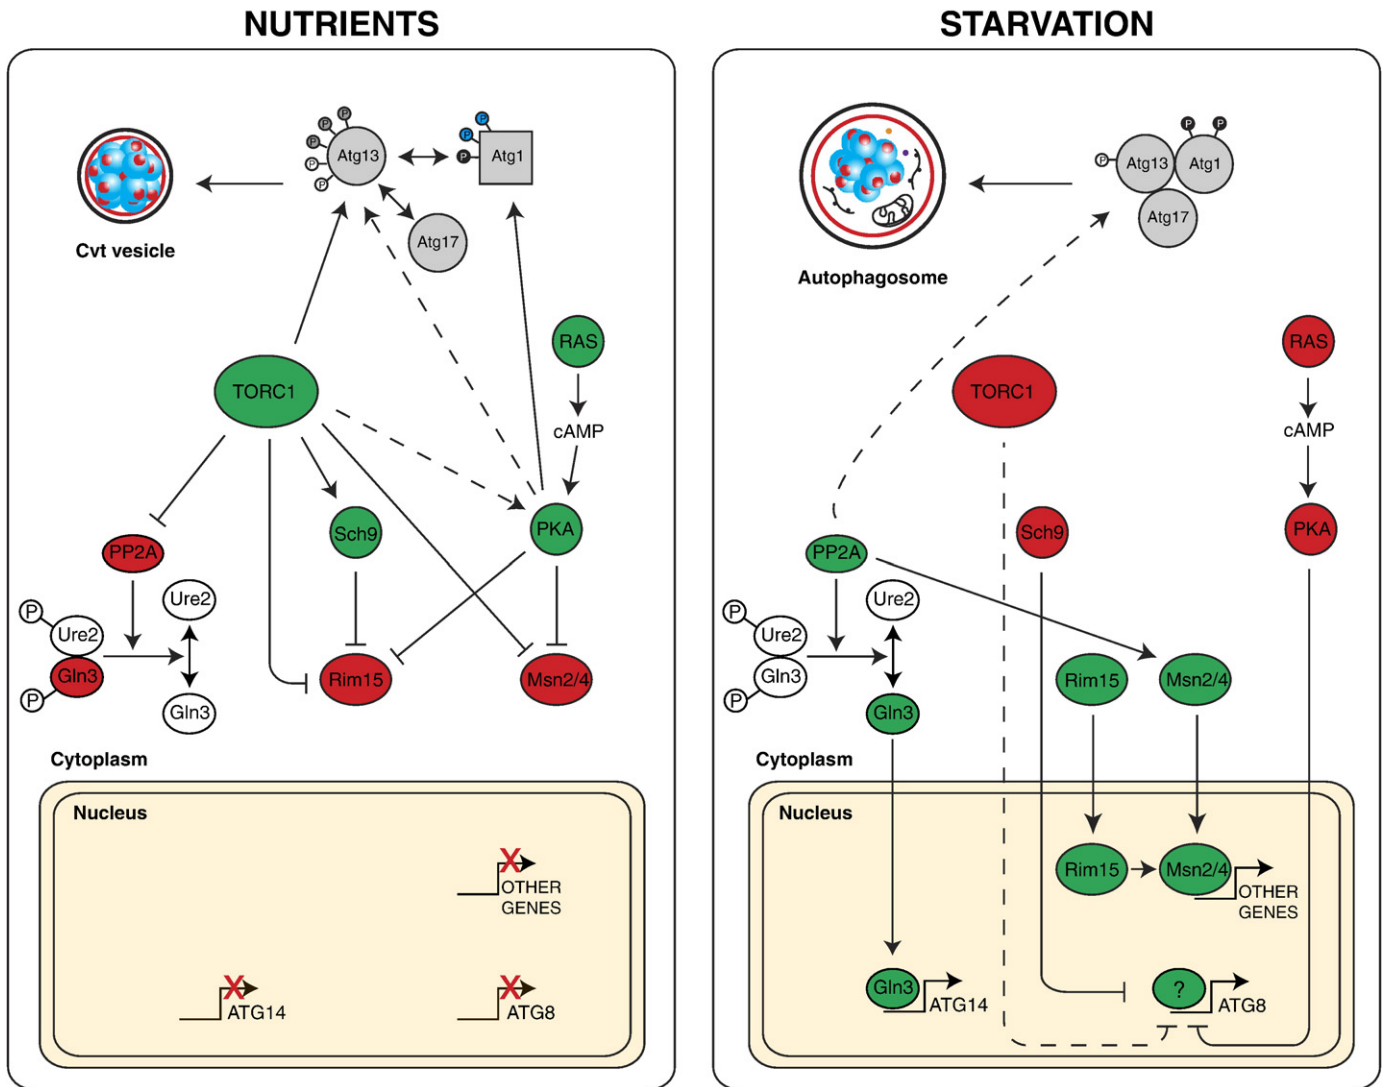 NUTRIENTS
P
P
P
P
P
Atg13
P
P
P
Atg1
Atg17
Cvt vesicle
RAS
TORC1
cAMP
PP2A
Sch9
PKA
P
Ure2
Ure2
Gln3
P
Gln3
Rim15
Msn2/4
Cytoplasm
Nucleus
X
OTHER
GENES
X
ATG14
X
ATG8
STARVATION
P
P
P
Atg13
Atg1
Atg17
Autophagosome
RAS
TORC1
cAMP
PP2A
Sch9
PKA
P
Ure2
Ure2
Gln3
P
Gln3
Rim15
Msn2/4
Cytoplasm
Nucleus
Rim15
Msn2/4
OTHER
GENES
Gln3
ATG14
?
ATG8